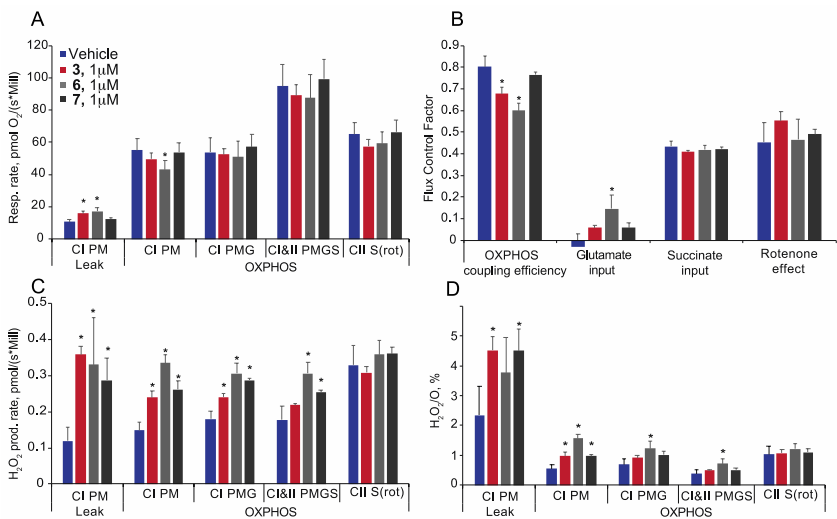 A
Vehicle
3, 1µM
6, 1µM
7, 1µM
Resp. rate, pmol O₂/(s*Mill)
120
100
80
60
40
20
0
*
*
*
CI PM
CI PM
CI PMG
CI&II PMGS
CII S(rot)
Leak
OXPHOS
B
Flux Control Factor
0.9
0.8
0.7
0.6
0.5
0.4
0.3
0.2
0.1
0
*
*
*
OXPHOS
coupling efficiency
Glutamate
input
Succinate
input
Rotenone
effect
C
H₂O₂ prod. rate, pmol/(s*Mill)
0.5
0.4
0.3
0.2
0.1
0
*
*
*
*
*
*
*
*
*
*
*
CI PM
CI PM
CI PMG
CI&II PMGS
CII S(rot)
Leak
OXPHOS
D
H₂O₂/O, %
6
5
4
3
2
1
0
*
*
*
*
*
*
*
CI PM
CI PM
CI PMG
CI&II PMGS
CII S(rot)
Leak
OXPHOS